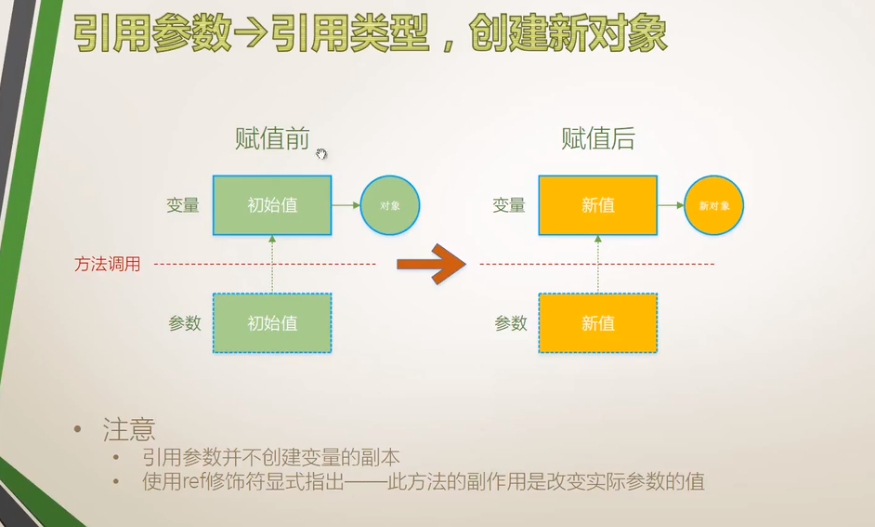 引用参数→引用类型，创建新对象
赋值前
赋值后
变量
初始值
对象
变量
新值
新对象
方法调用
参数
初始值
参数
新值
• 注意
• 引用参数并不创建变量的副本
• 使用ref修饰符显式指出——此方法的副作用是改变实际参数的值